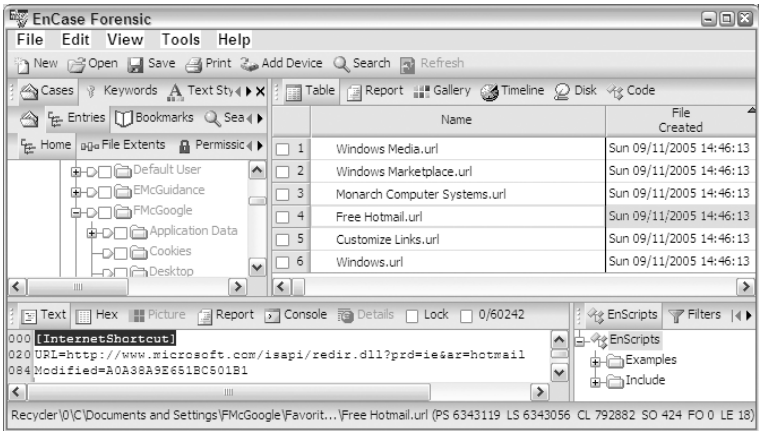 EnCase Forensic
File Edit View Tools Help
New Open Save Print Add Device Search Refresh
Cases Keywords Text Sty
Table Report Gallery Timeline Disk Code
Entries Bookmarks Sea
Home File Extents Permissic
Name File Created
Default User
EMcGuidance
FMcGoogle
Application Data
Cookies
Desktop
1 Windows Media.url Sun 09/11/2005 14:46:13
2 Windows Marketplace.url Sun 09/11/2005 14:46:13
3 Monarch Computer Systems.url Sun 09/11/2005 14:46:13
4 Free Hotmail.url Sun 09/11/2005 14:46:13
5 Customize Links.url Sun 09/11/2005 14:46:13
6 Windows.url Sun 09/11/2005 14:46:13
Text Hex Picture Report Console Details Lock 0/60242
EnScripts Filters
000 [InternetShortcut]
020 URL=http://www.microsoft.com/isapi/redir.dll?prd=ie&ar=hotmail
084 Modified=A0A38A9E651BC501B1
EnScripts
Examples
Include
Recycler\0\C\Documents and Settings\FMcGoogle\Favorit...\Free Hotmail.url (PS 6343119 LS 6343056 CL 792882 SO 424 FO 0 LE 18)